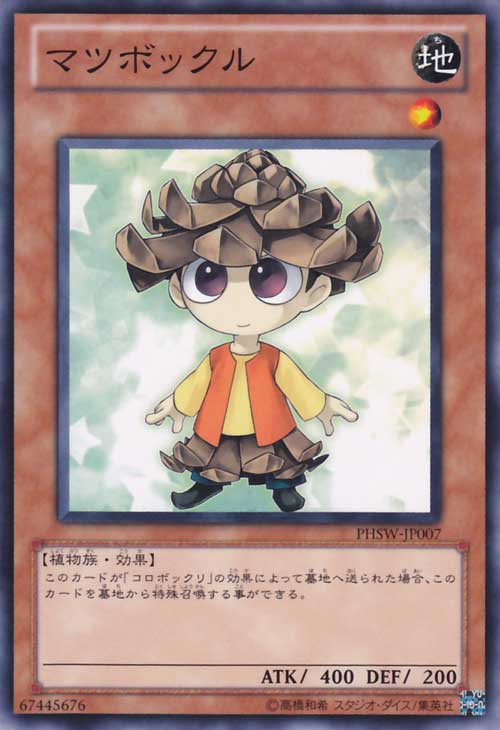 マツボックル
地
PHSW-JP007
【植物族・効果】
このカードが「コロボックリ」の効果によって墓地へ送られた場合、この
カードを墓地から特殊召喚する事ができる。
ATK/ 400 DEF/ 200
67445676
©高橋和希 スタジオ・ダイス/集英社